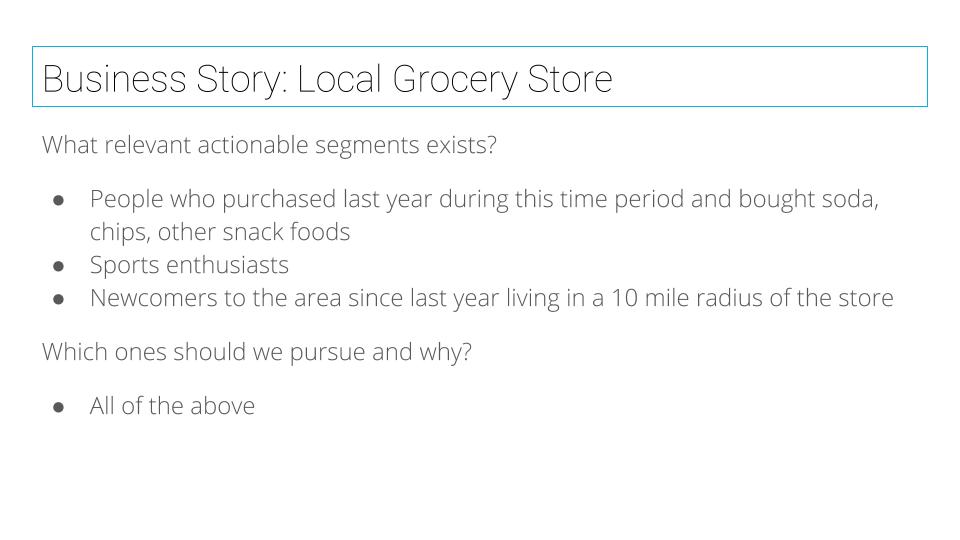 Business Story: Local Grocery Store
What relevant actionable segments exists?
● People who purchased last year during this time period and bought soda,
chips, other snack foods
● Sports enthusiasts
● Newcomers to the area since last year living in a 10 mile radius of the store
Which ones should we pursue and why?
● All of the above